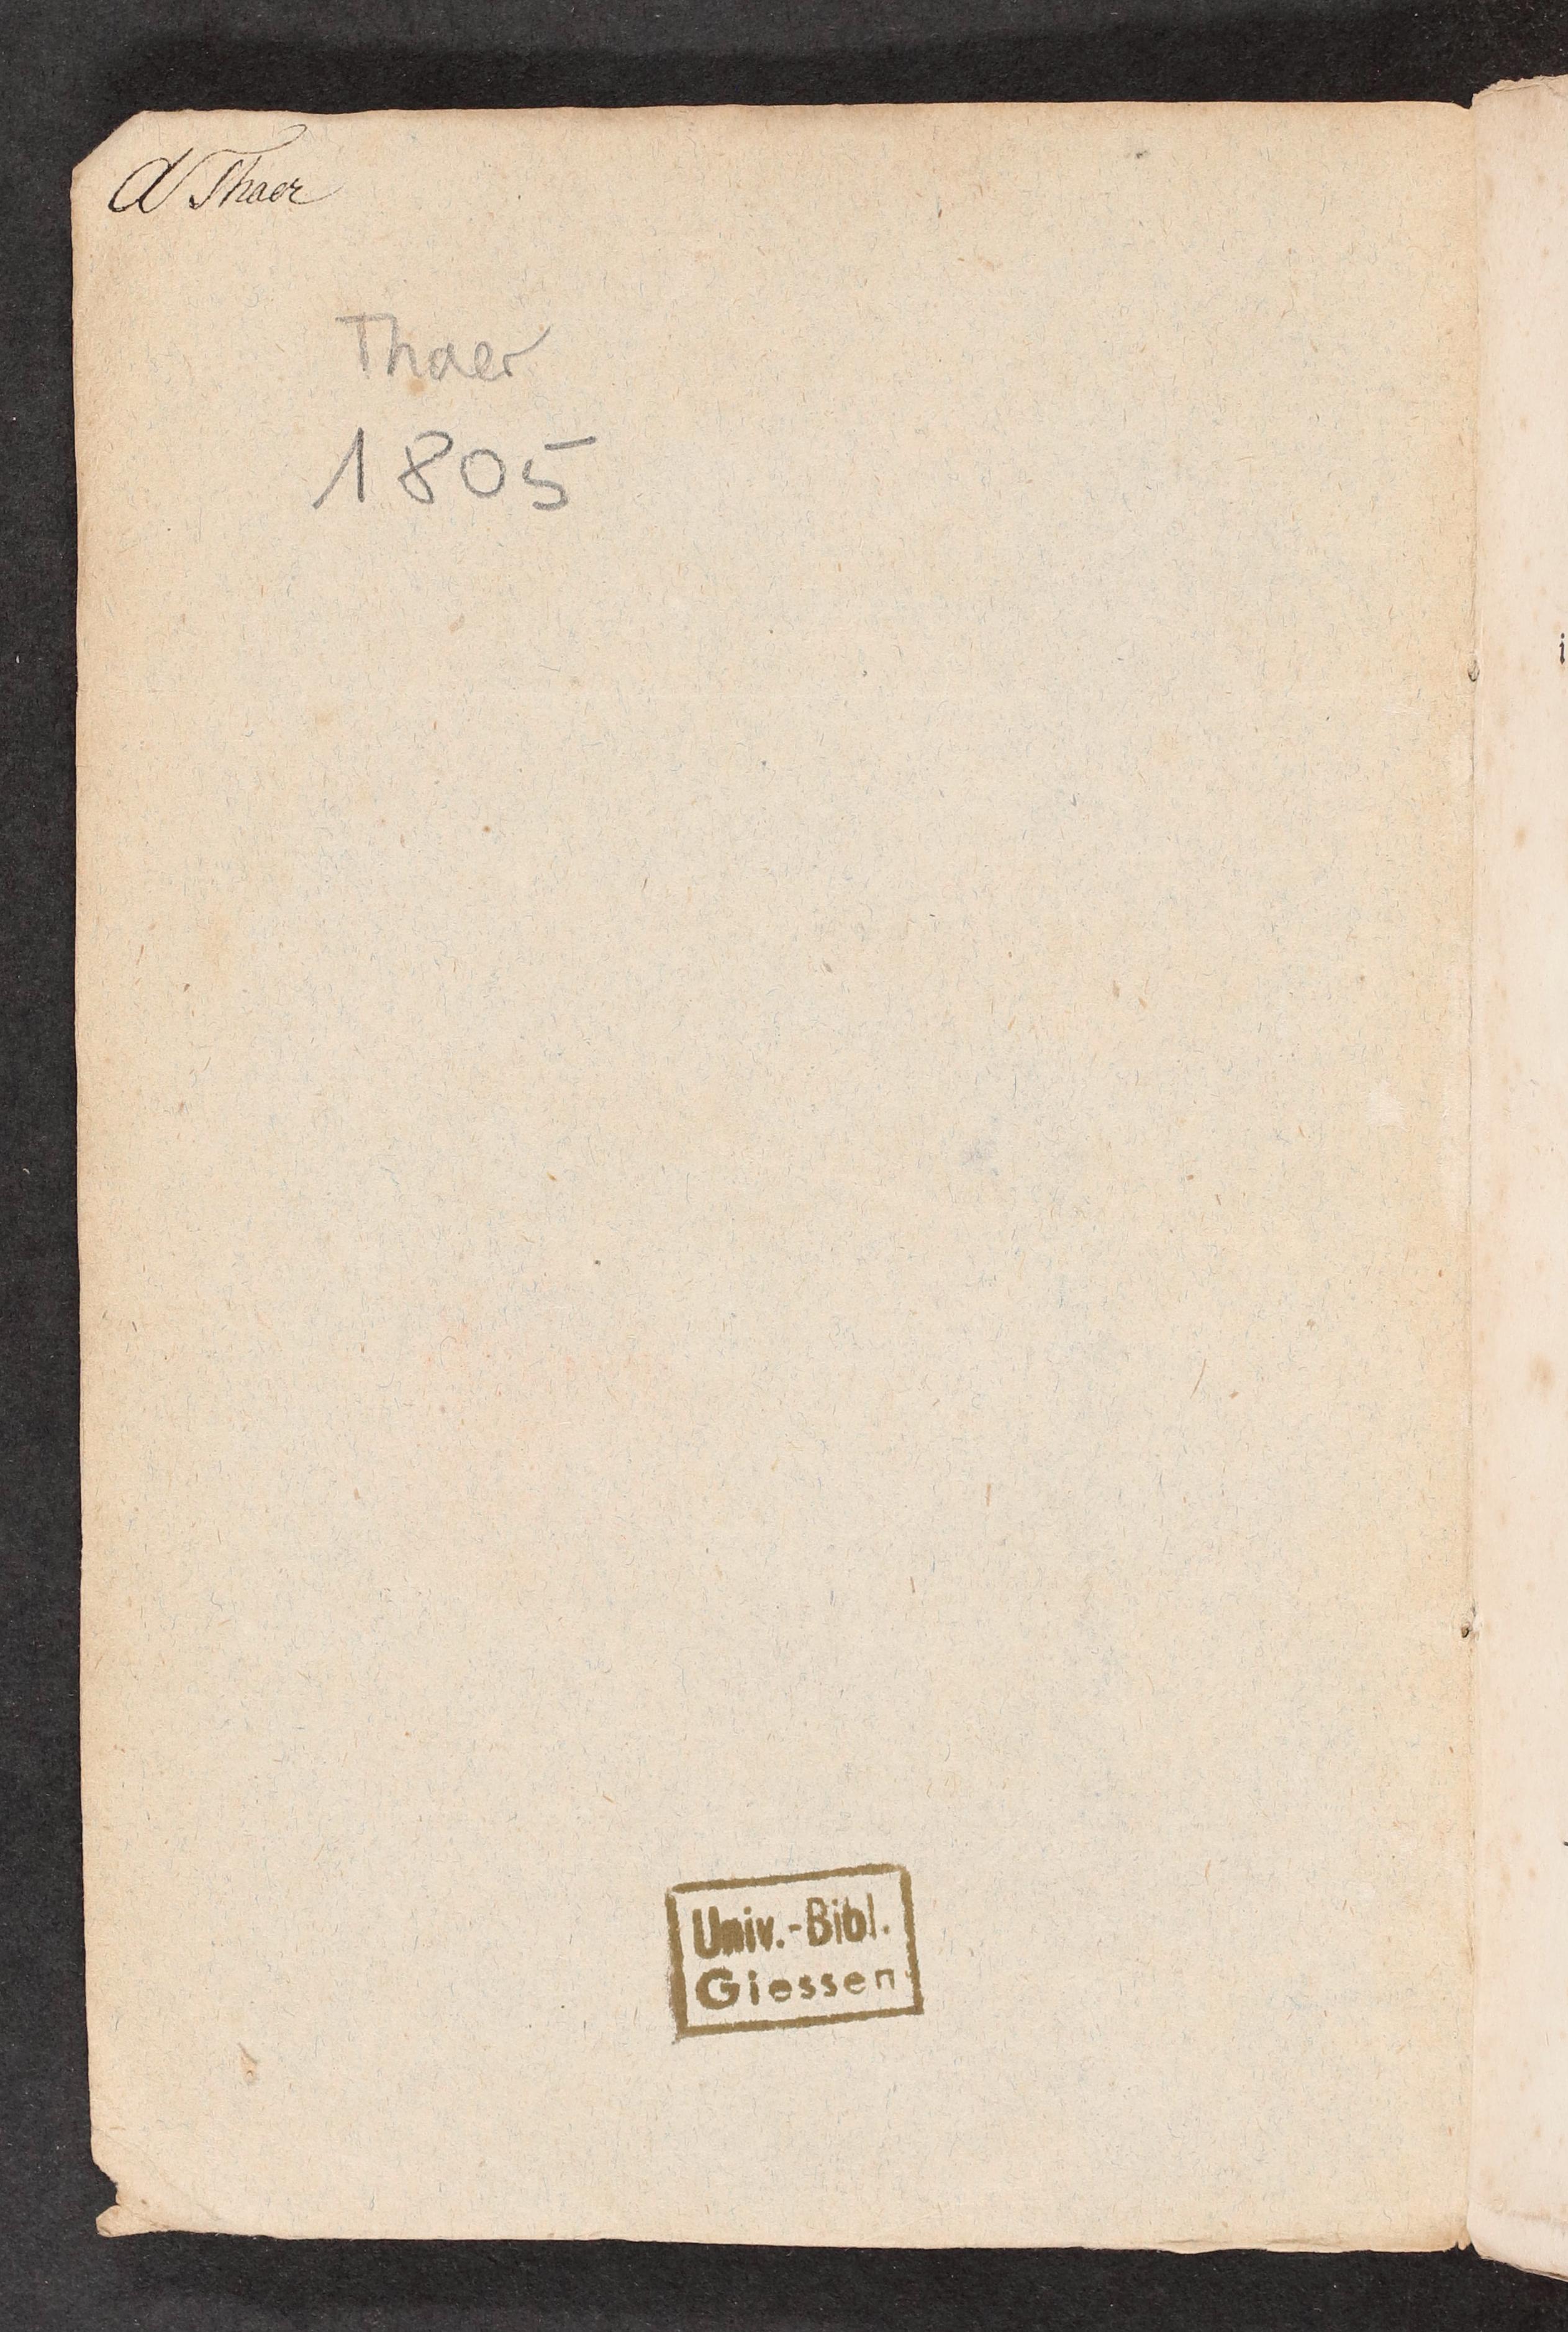 A Thaer
Thaer
1805
Univ.-Bibl.
Giessen